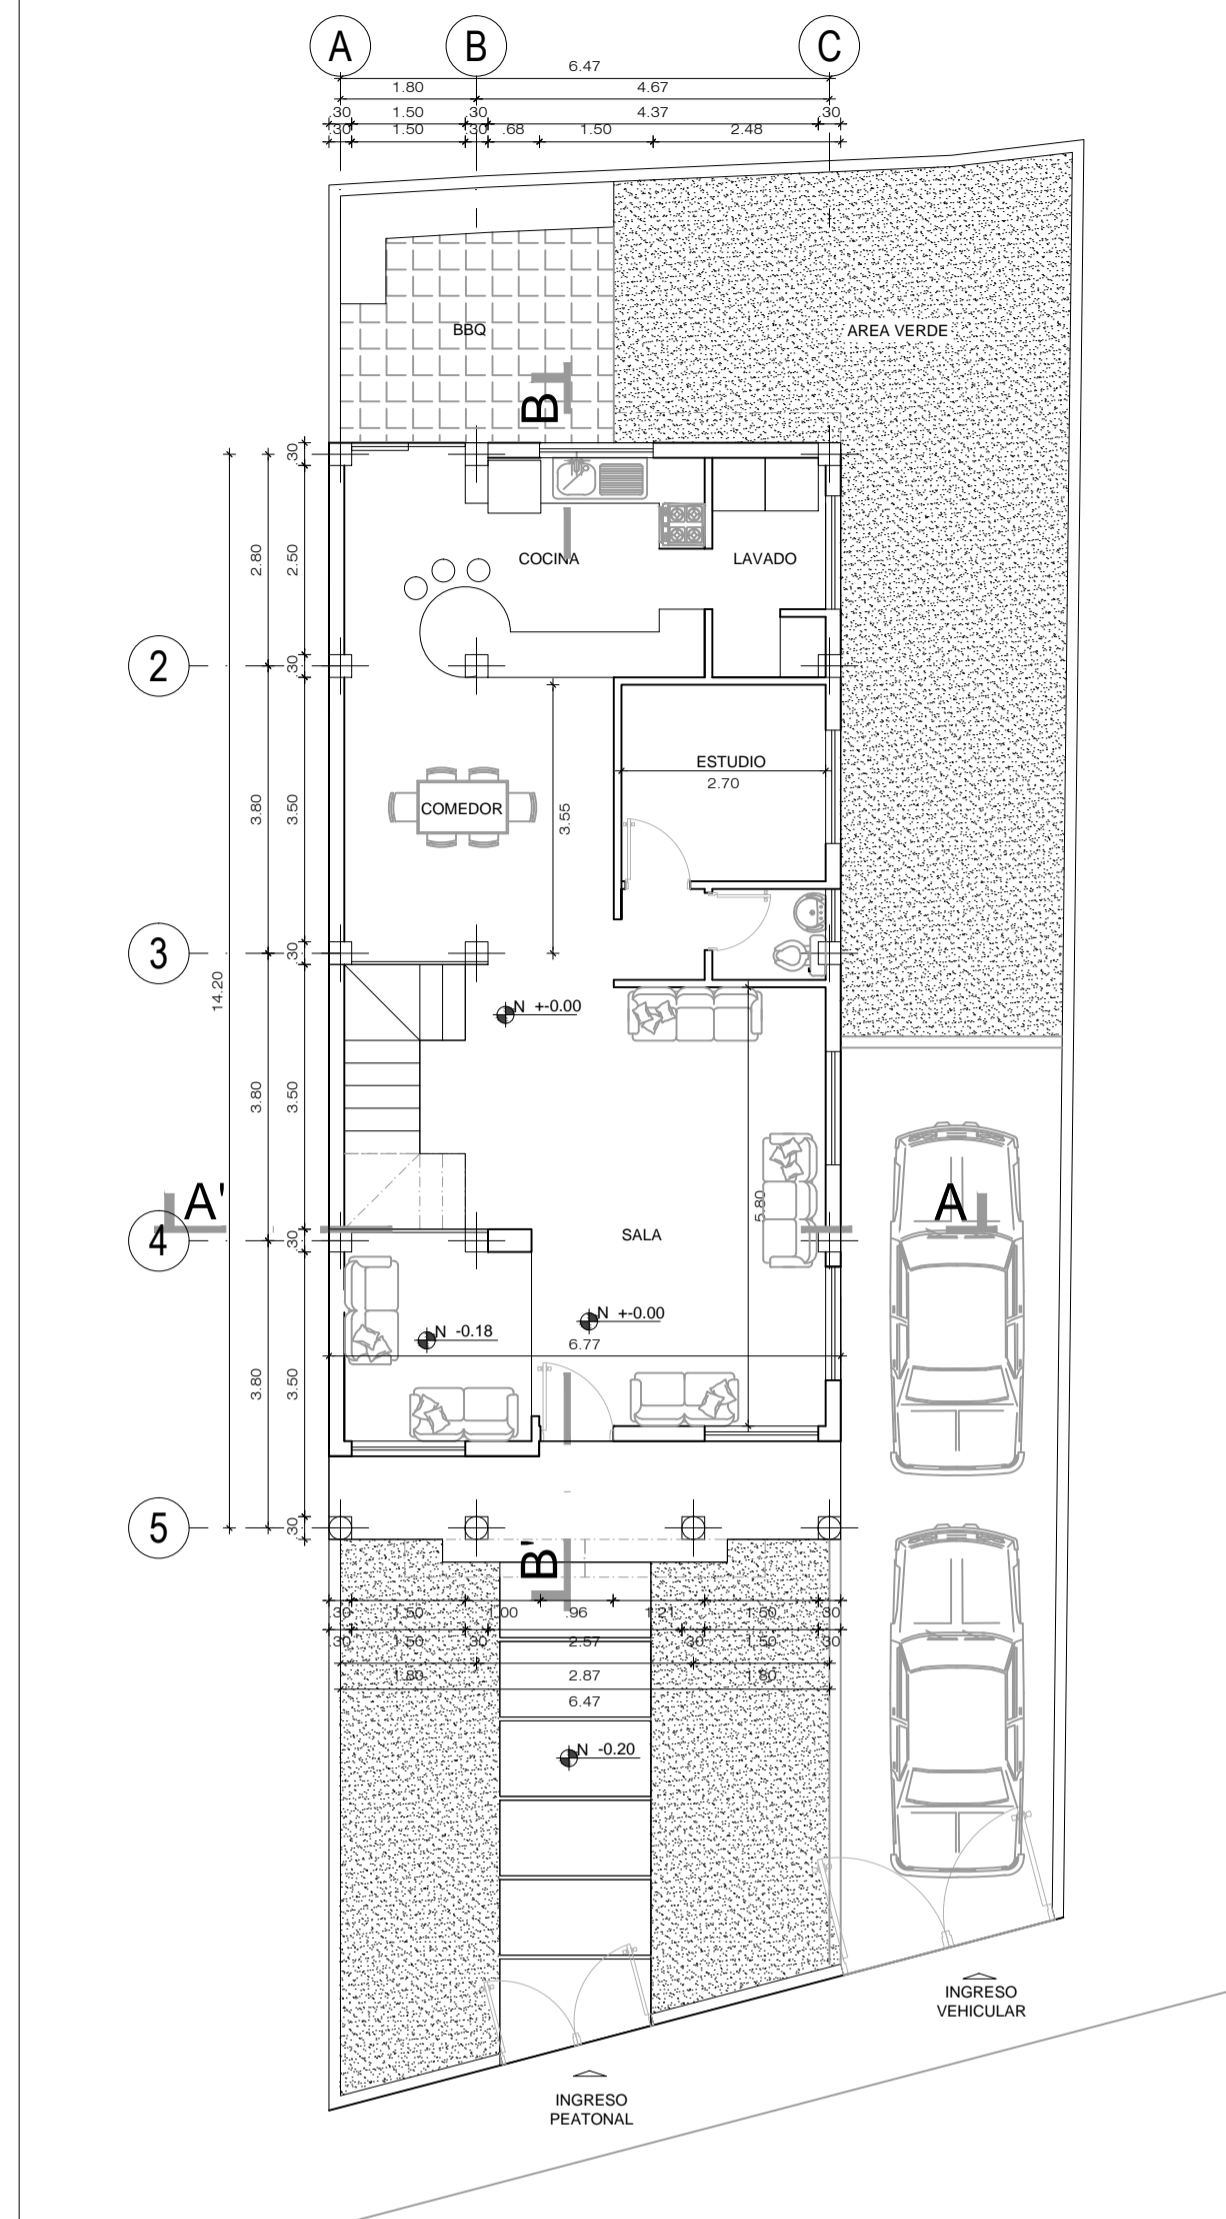 A B C
6.47
1.80 4.67
.30 1.50 .30 4.37 .30
.30 1.50 .30 .68 1.50 2.48
BBQ
AREA VERDE
B
.30
2.80
2.50
COCINA
LAVADO
2
.30
ESTUDIO
2.70
COMEDOR
3.80
3.50
3.55
3
.30
14.20
N +-0.00
3.80
3.50
A'
A
5.80
4
.30
SALA
N +-0.00
N -0.18
6.77
3.80
3.50
5
.30
B'
.30 1.50 1.00 .96 1.21 1.50 .30
.30 1.50 .30 2.57 .30 1.50 .30
1.80 2.87 1.80
6.47
N -0.20
INGRESO
VEHICULAR
INGRESO
PEATONAL